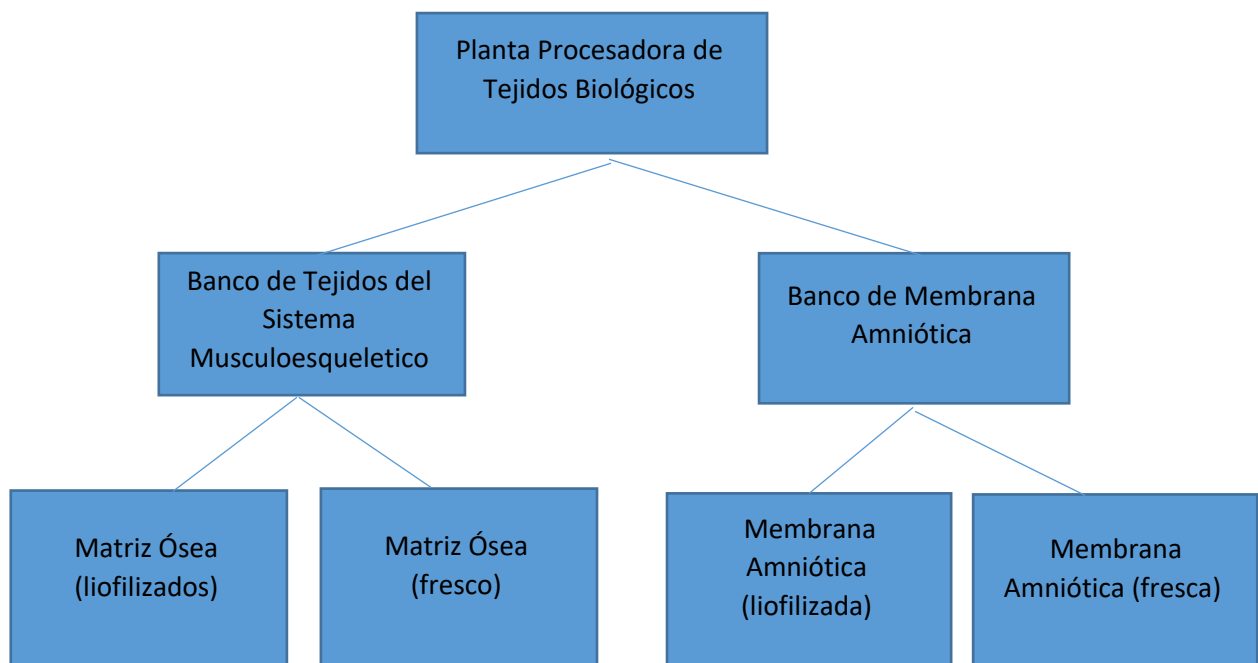 Planta Procesadora de
Tejidos Biológicos
Banco de Tejidos del
Sistema
Musculoesqueletico
Banco de Membrana
Amniótica
Matriz Ósea
(liofilizados)
Matriz Ósea
(fresco)
Membrana
Amniótica
(liofilizada)
Membrana
Amniótica (fresca)